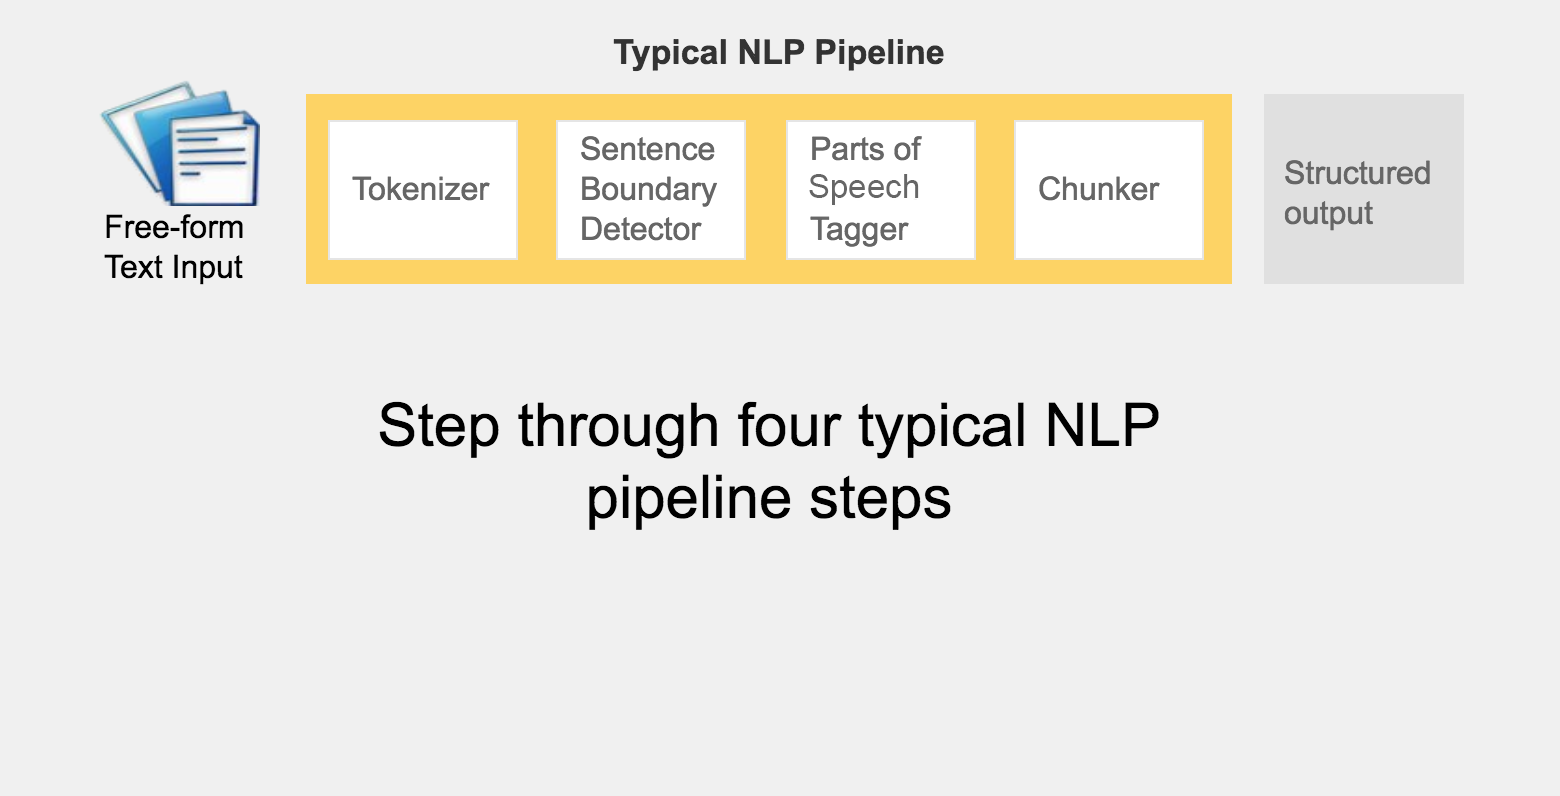 Typical NLP Pipeline
Free-form
Text Input
Tokenizer
Sentence
Boundary
Detector
Parts of
Speech
Tagger
Chunker
Structured
output
Step through four typical NLP
pipeline steps